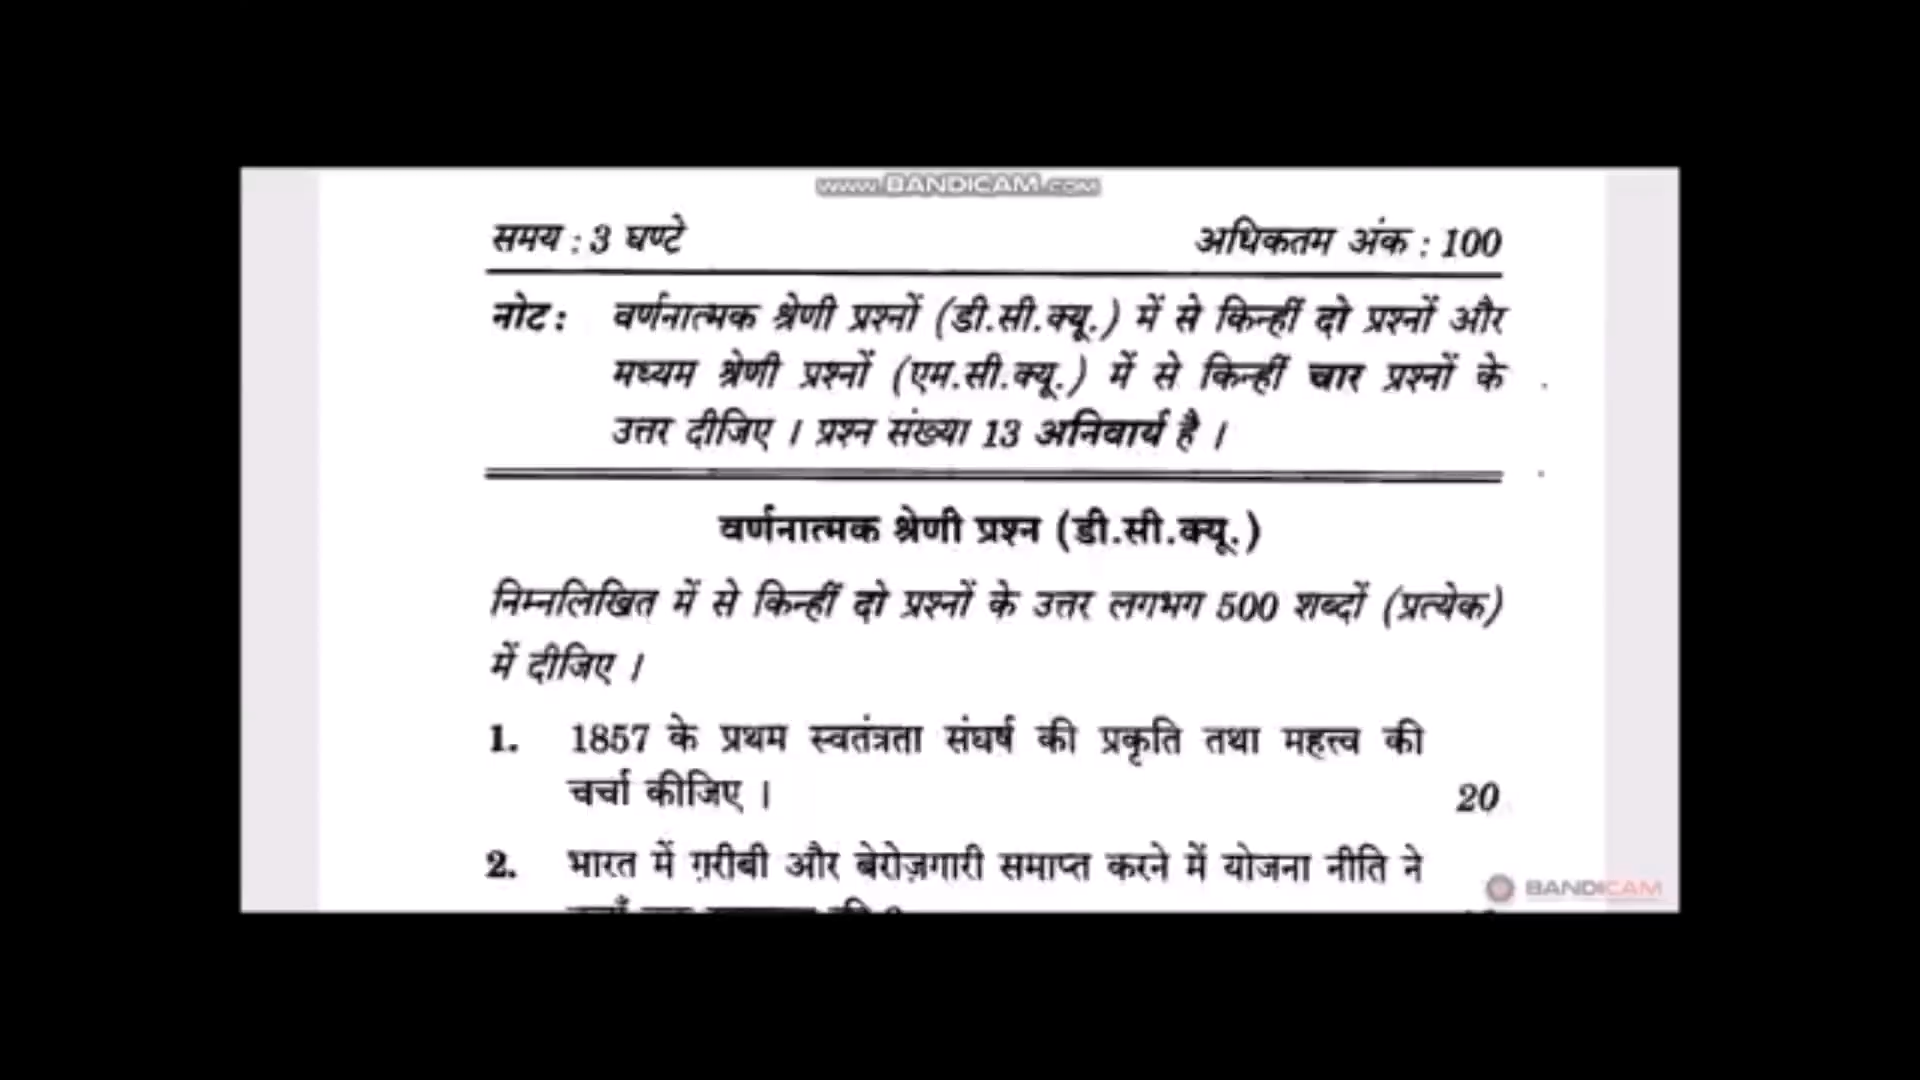 www.BANDICAM.com
समय : 3 घण्टे अधिकतम अंक : 100
नोट : वर्णनात्मक श्रेणी प्रश्नों (डी.सी.क्यू.) में से किन्हीं दो प्रश्नों और
मध्यम श्रेणी प्रश्नों (एम.सी.क्यू.) में से किन्हीं चार प्रश्नों के
उत्तर दीजिए । प्रश्न संख्या 13 अनिवार्य है ।
वर्णनात्मक श्रेणी प्रश्न (डी.सी.क्यू.)
निम्नलिखित में से किन्हीं दो प्रश्नों के उत्तर लगभग 500 शब्दों (प्रत्येक)
में दीजिए ।
1. 1857 के प्रथम स्वतंत्रता संघर्ष की प्रकृति तथा महत्त्व की
चर्चा कीजिए । 20
2. भारत में ग़रीबी और बेरोज़गारी समाप्त करने में योजना नीति ने
BANDICAM